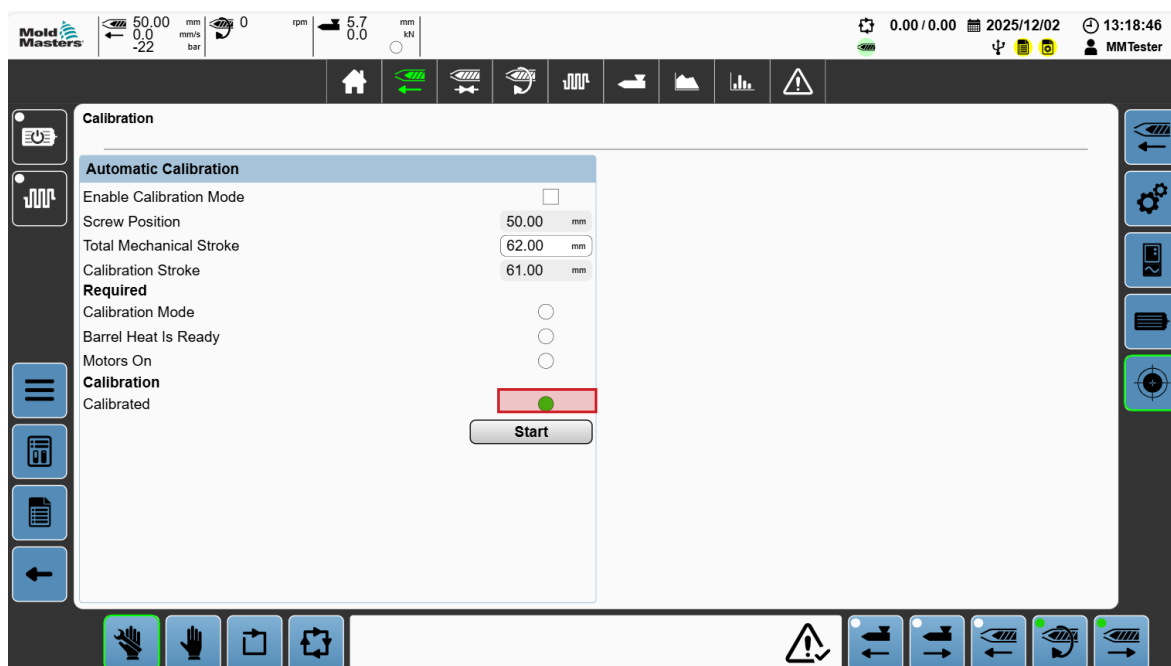 Mold
Masters
50.00 mm
0.0 mm/s
-22 bar
0 rpm
5.7 mm
0.0 kN
0.00 / 0.00
2025/12/02
13:18:46
MMTester
Calibration
Automatic Calibration
Enable Calibration Mode
Screw Position 50.00 mm
Total Mechanical Stroke 62.00 mm
Calibration Stroke 61.00 mm
Required
Calibration Mode
Barrel Heat Is Ready
Motors On
Calibration
Calibrated
Start